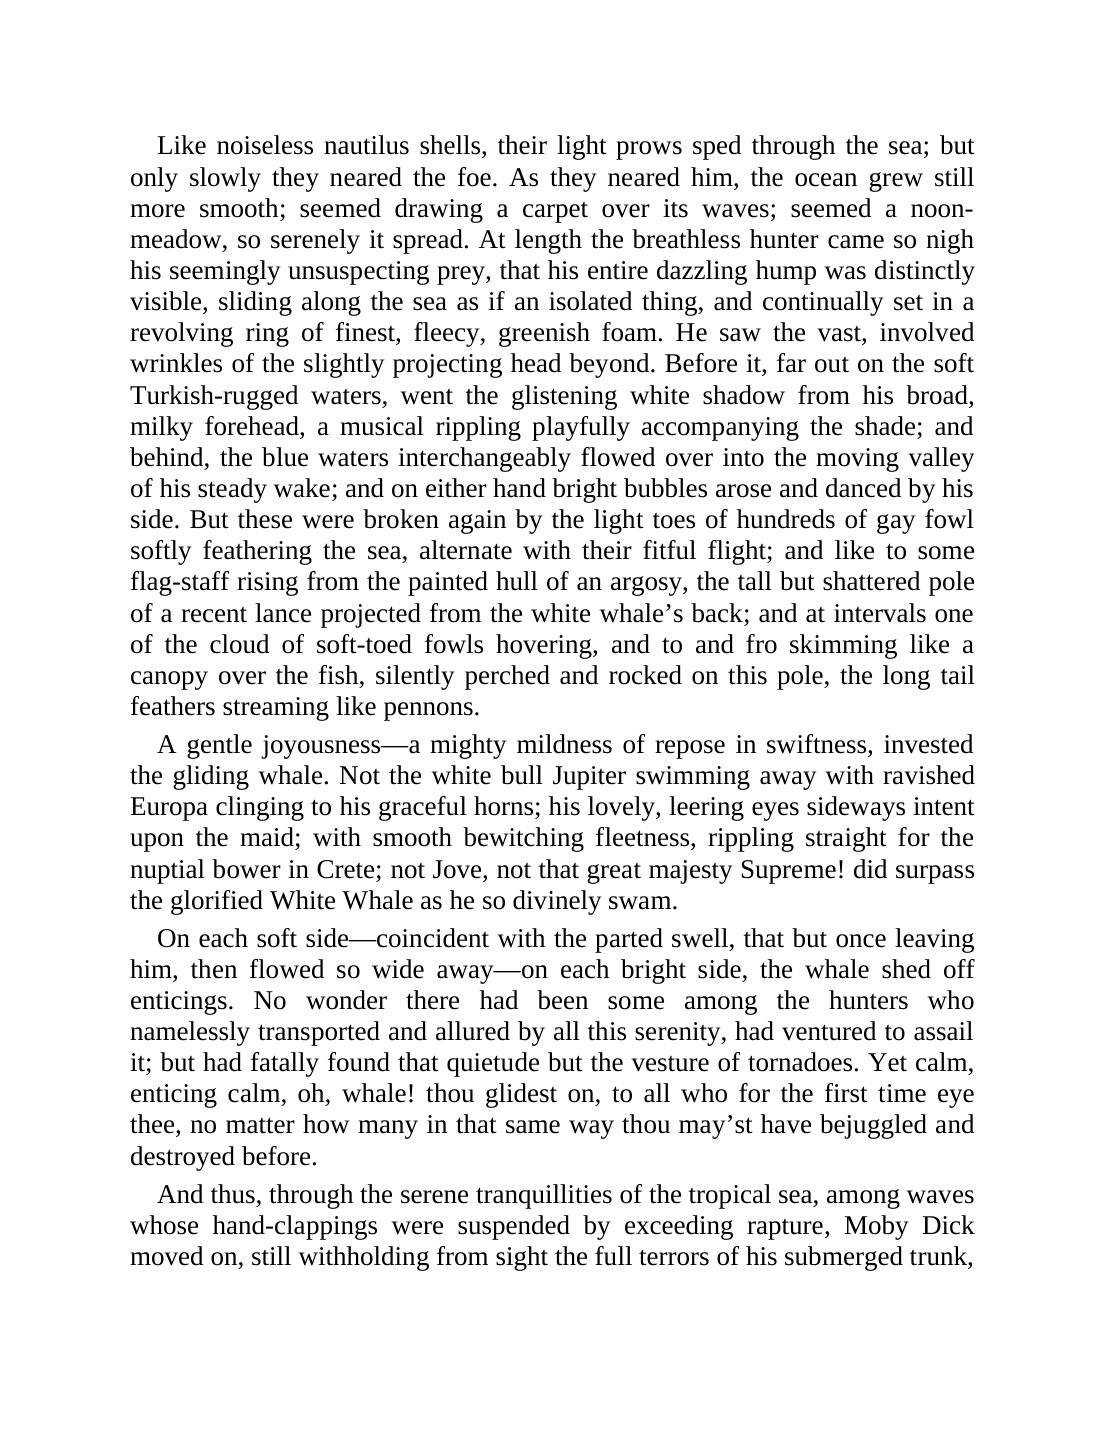 Like noiseless nautilus shells, their light prows sped through the sea; but
only slowly they neared the foe. As they neared him, the ocean grew still
more smooth; seemed drawing a carpet over its waves; seemed a noon-
meadow, so serenely it spread. At length the breathless hunter came so nigh
his seemingly unsuspecting prey, that his entire dazzling hump was distinctly
visible, sliding along the sea as if an isolated thing, and continually set in a
revolving ring of finest, fleecy, greenish foam. He saw the vast, involved
wrinkles of the slightly projecting head beyond. Before it, far out on the soft
Turkish-rugged waters, went the glistening white shadow from his broad,
milky forehead, a musical rippling playfully accompanying the shade; and
behind, the blue waters interchangeably flowed over into the moving valley
of his steady wake; and on either hand bright bubbles arose and danced by his
side. But these were broken again by the light toes of hundreds of gay fowl
softly feathering the sea, alternate with their fitful flight; and like to some
flag-staff rising from the painted hull of an argosy, the tall but shattered pole
of a recent lance projected from the white whale’s back; and at intervals one
of the cloud of soft-toed fowls hovering, and to and fro skimming like a
canopy over the fish, silently perched and rocked on this pole, the long tail
feathers streaming like pennons.
A gentle joyousness—a mighty mildness of repose in swiftness, invested
the gliding whale. Not the white bull Jupiter swimming away with ravished
Europa clinging to his graceful horns; his lovely, leering eyes sideways intent
upon the maid; with smooth bewitching fleetness, rippling straight for the
nuptial bower in Crete; not Jove, not that great majesty Supreme! did surpass
the glorified White Whale as he so divinely swam.
On each soft side—coincident with the parted swell, that but once leaving
him, then flowed so wide away—on each bright side, the whale shed off
enticings. No wonder there had been some among the hunters who
namelessly transported and allured by all this serenity, had ventured to assail
it; but had fatally found that quietude but the vesture of tornadoes. Yet calm,
enticing calm, oh, whale! thou glidest on, to all who for the first time eye
thee, no matter how many in that same way thou may’st have bejuggled and
destroyed before.
And thus, through the serene tranquillities of the tropical sea, among waves
whose hand-clappings were suspended by exceeding rapture, Moby Dick
moved on, still withholding from sight the full terrors of his submerged trunk,